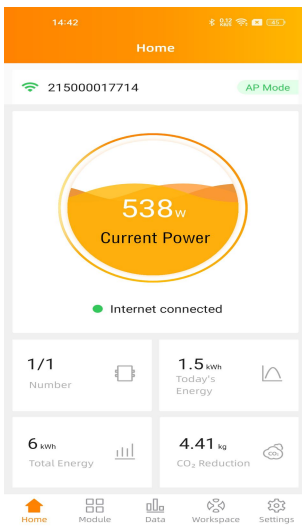 14:42
Home
215000017714
AP Mode
538w
Current Power
Internet connected
1/1
Number
1.5 kWh
Today's
Energy
6 kWh
Total Energy
4.41 kg
CO₂ Reduction
Home
Module
Data
Workspace
Settings